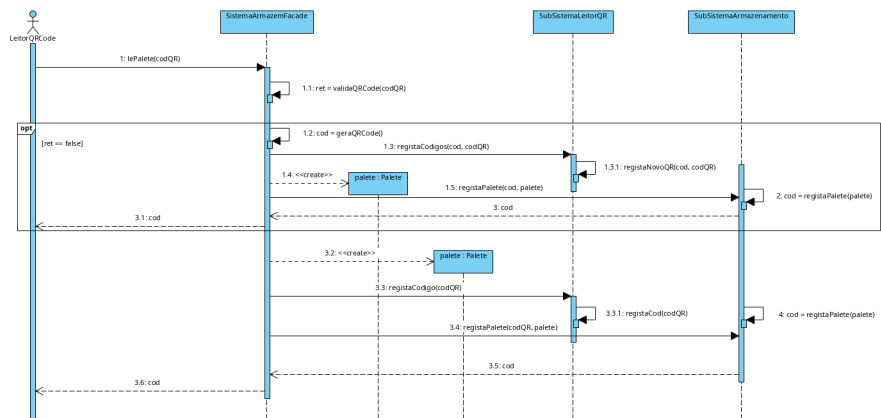 SistemaArmazemFacade
SubSistemaLeitorQR
SubSistemaArmazenamento
LeitorQRCode
1: lePalete(codQR)
1.1: ret = validaQRCode(codQR)
opt
[ret == false]
1.2: cod = geraQRCode()
1.3: registaCodigos(cod, codQR)
1.3.1: registaNovoQR(cod, codQR)
1.4: <<create>>
palete : Palete
1.5: registaPalete(cod, palete)
2: cod = registaPalete(palete)
3: cod
3.1: cod
3.2: <<create>>
palete : Palete
3.3: registaCodigo(codQR)
3.3.1: registaCod(codQR)
4: cod = registaPalete(palete)
3.4: registaPalete(codQR, palete)
3.5: cod
3.6: cod